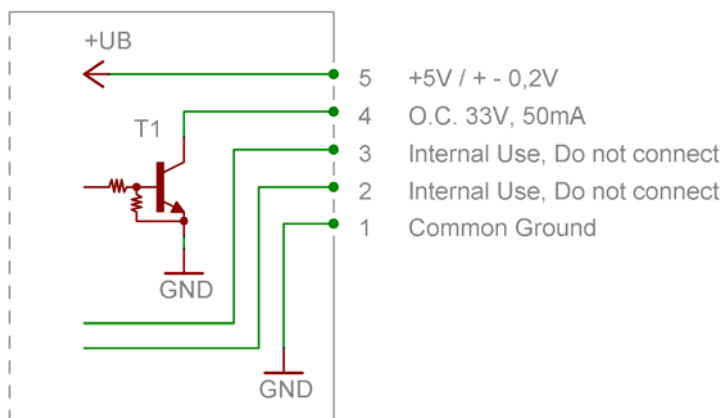 +UB
5 +5V / + - 0,2V
4 O.C. 33V, 50mA
T1
3 Internal Use, Do not connect
2 Internal Use, Do not connect
1 Common Ground
GND
GND